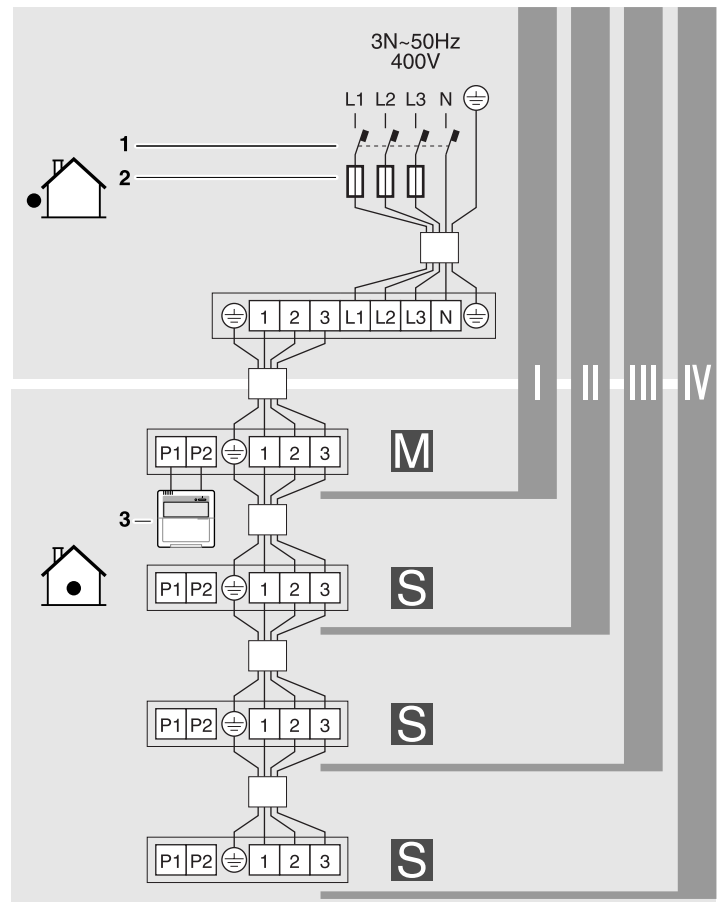 3N~50Hz
400V
L1 L2 L3 N
1
2
1 2 3 L1 L2 L3 N
I II III IV
P1 P2 1 2 3 M
3
P1 P2 1 2 3 S
P1 P2 1 2 3 S
P1 P2 1 2 3 S